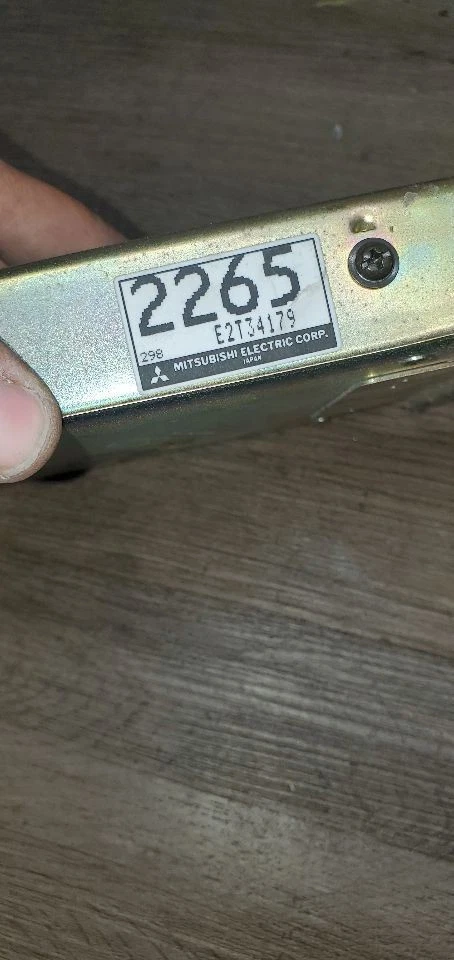 2265
E2T34179
298
MITSUBISHI ELECTRIC CORP.
JAPAN